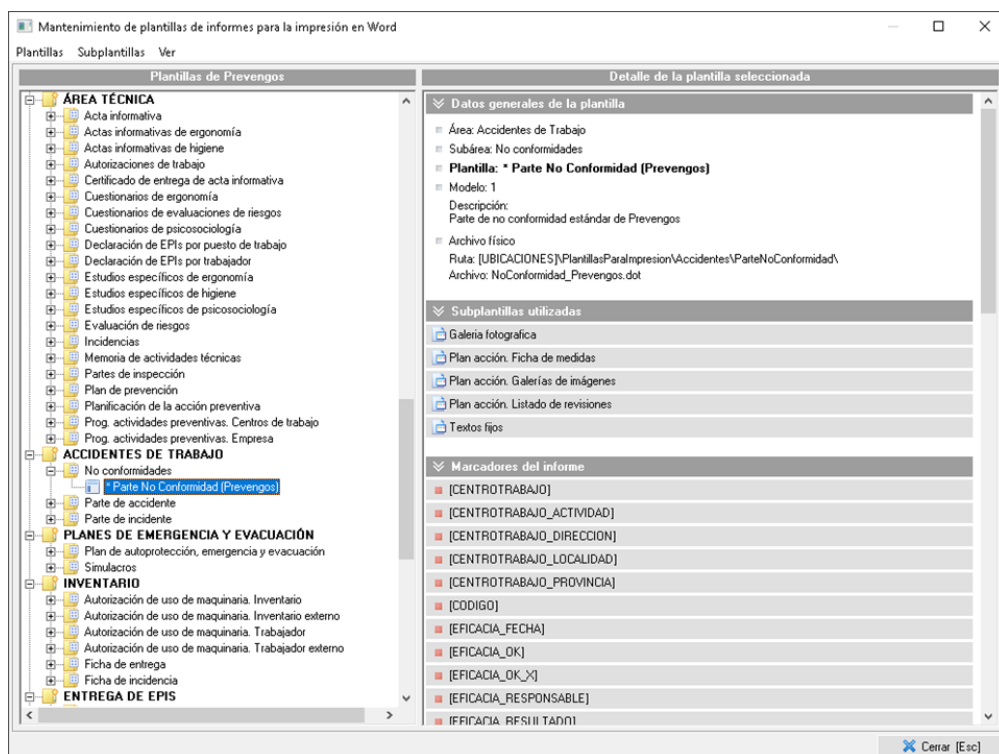 Mantenimiento de plantillas de informes para la impresión en Word
Plantillas Subplantillas Ver
Plantillas de Prevengos
ÁREA TÉCNICA
Acta informativa
Actas informativas de ergonomía
Actas informativas de higiene
Autorizaciones de trabajo
Certificado de entrega de acta informativa
Cuestionarios de ergonomía
Cuestionarios de evaluaciones de riesgos
Cuestionarios de psicosociología
Declaración de EPIs por puesto de trabajo
Declaración de EPIs por trabajador
Estudios específicos de ergonomía
Estudios específicos de higiene
Estudios específicos de psicosociología
Evaluación de riesgos
Incidencias
Memoria de actividades técnicas
Partes de inspección
Plan de prevención
Planificación de la acción preventiva
Prog. actividades preventivas. Centros de trabajo
Prog. actividades preventivas. Empresa
ACCIDENTES DE TRABAJO
No conformidades
* Parte No Conformidad (Prevengos)
Parte de accidente
Parte de incidente
PLANES DE EMERGENCIA Y EVACUACIÓN
Plan de autoprotección, emergencia y evacuación
Simulacros
INVENTARIO
Autorización de uso de maquinaria. Inventario
Autorización de uso de maquinaria. Inventario externo
Autorización de uso de maquinaria. Trabajador
Autorización de uso de maquinaria. Trabajador externo
Ficha de entrega
Ficha de incidencia
ENTREGA DE EPIS
Detalle de la plantilla seleccionada
Datos generales de la plantilla
Área: Accidentes de Trabajo
Subárea: No conformidades
Plantilla: * Parte No Conformidad (Prevengos)
Modelo: 1
Descripción:
Parte de no conformidad estándar de Prevengos
Archivo físico
Ruta: [UBICACIONES]\PlantillasParaImpresion\Accidentes\ParteNoConformidad\
Archivo: NoConformidad_Prevengos.dot
Subplantillas utilizadas
Galeria fotografica
Plan acción. Ficha de medidas
Plan acción. Galerías de imágenes
Plan acción. Listado de revisiones
Textos fijos
Marcadores del informe
[CENTROTRABAJO]
[CENTROTRABAJO_ACTIVIDAD]
[CENTROTRABAJO_DIRECCION]
[CENTROTRABAJO_LOCALIDAD]
[CENTROTRABAJO_PROVINCIA]
[CODIGO]
[EFICACIA_FECHA]
[EFICACIA_OK]
[EFICACIA_OK_X]
[EFICACIA_RESPONSABLE]
[EFICACIA_RESULTADO]
Cerrar [Esc]